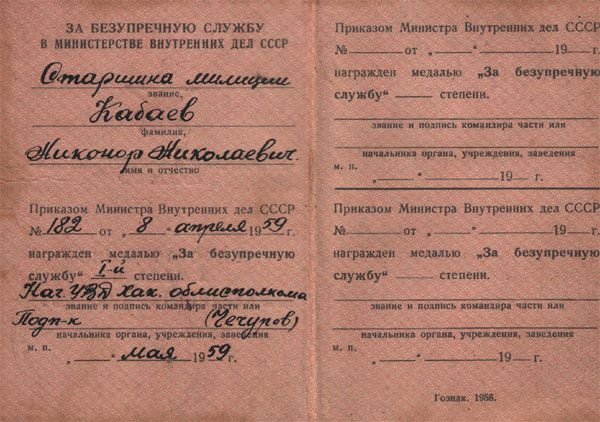 ЗА БЕЗУПРЕЧНУЮ СЛУЖБУ
В МИНИСТЕРСТВЕ ВНУТРЕННИХ ДЕЛ СССР
Старшина милиции
звание,
Кабаев
фамилия,
Никонор Николаевич.
имя и отчество
Приказом Министра Внутренних дел СССР
№ 182 от „ 8 “ апреля 1959 г.
награжден медалью „За безупречную
службу“ I-й степени.
Нач. УВД Хак. облисполкома
звание и подпись командира части или
Подп-к (Чечуров)
начальника органа, учреждения, заведения
м. п. „ “ мая 1959 г.
Приказом Министра Внутренних дел СССР
№ от „ “ 19 г.
награжден медалью „За безупречную
службу“ степени.
звание и подпись командира части или
начальника органа, учреждения, заведения
м. п. „ “ 19 г.
Приказом Министра Внутренних дел СССР
№ от „ “ 19 г.
награжден медалью „За безупречную
службу“ степени.
звание и подпись командира части или
начальника органа, учреждения, заведения
м. п. „ “ 19 г.
Гознак. 1958.